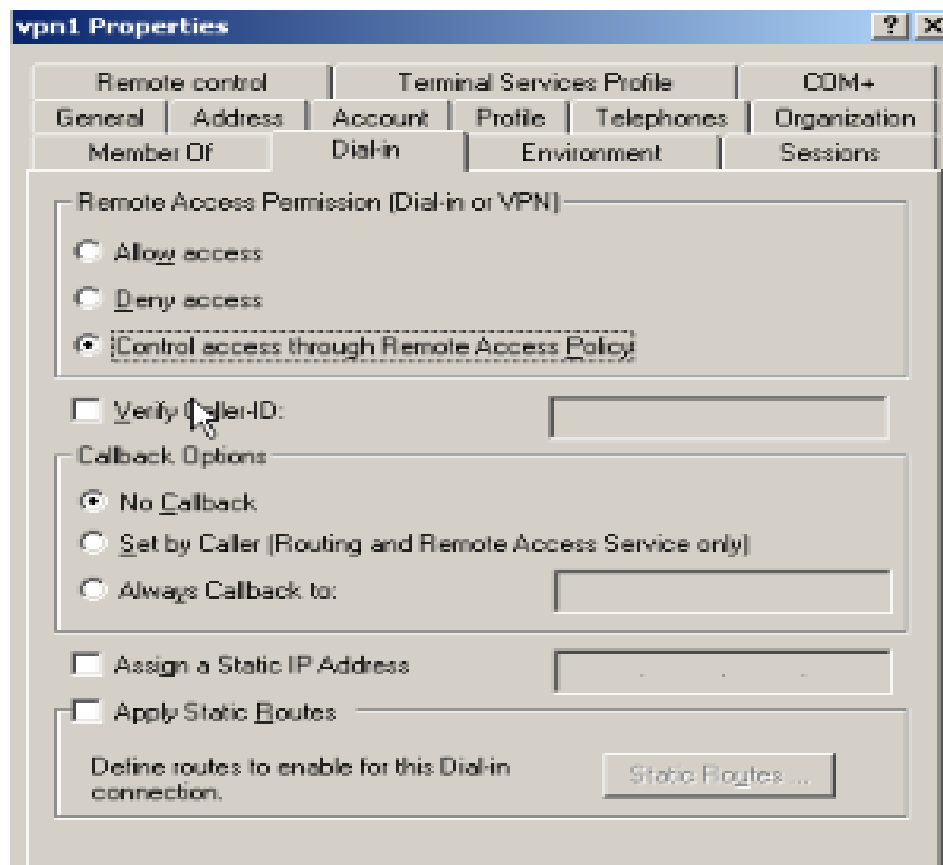 vpn1 Properties
? X
Remote control Terminal Services Profile COM+
General Address Account Profile Telephones Organization
Member Of Dial-in Environment Sessions
Remote Access Permission (Dial-in or VPN)
Allow access
Deny access
Control access through Remote Access Policy
Verify Caller-ID:
Callback Options
No Callback
Set by Caller (Routing and Remote Access Service only)
Always Callback to:
Assign a Static IP Address
Apply Static Routes
Define routes to enable for this Dial-in
connection.
Static Routes ...